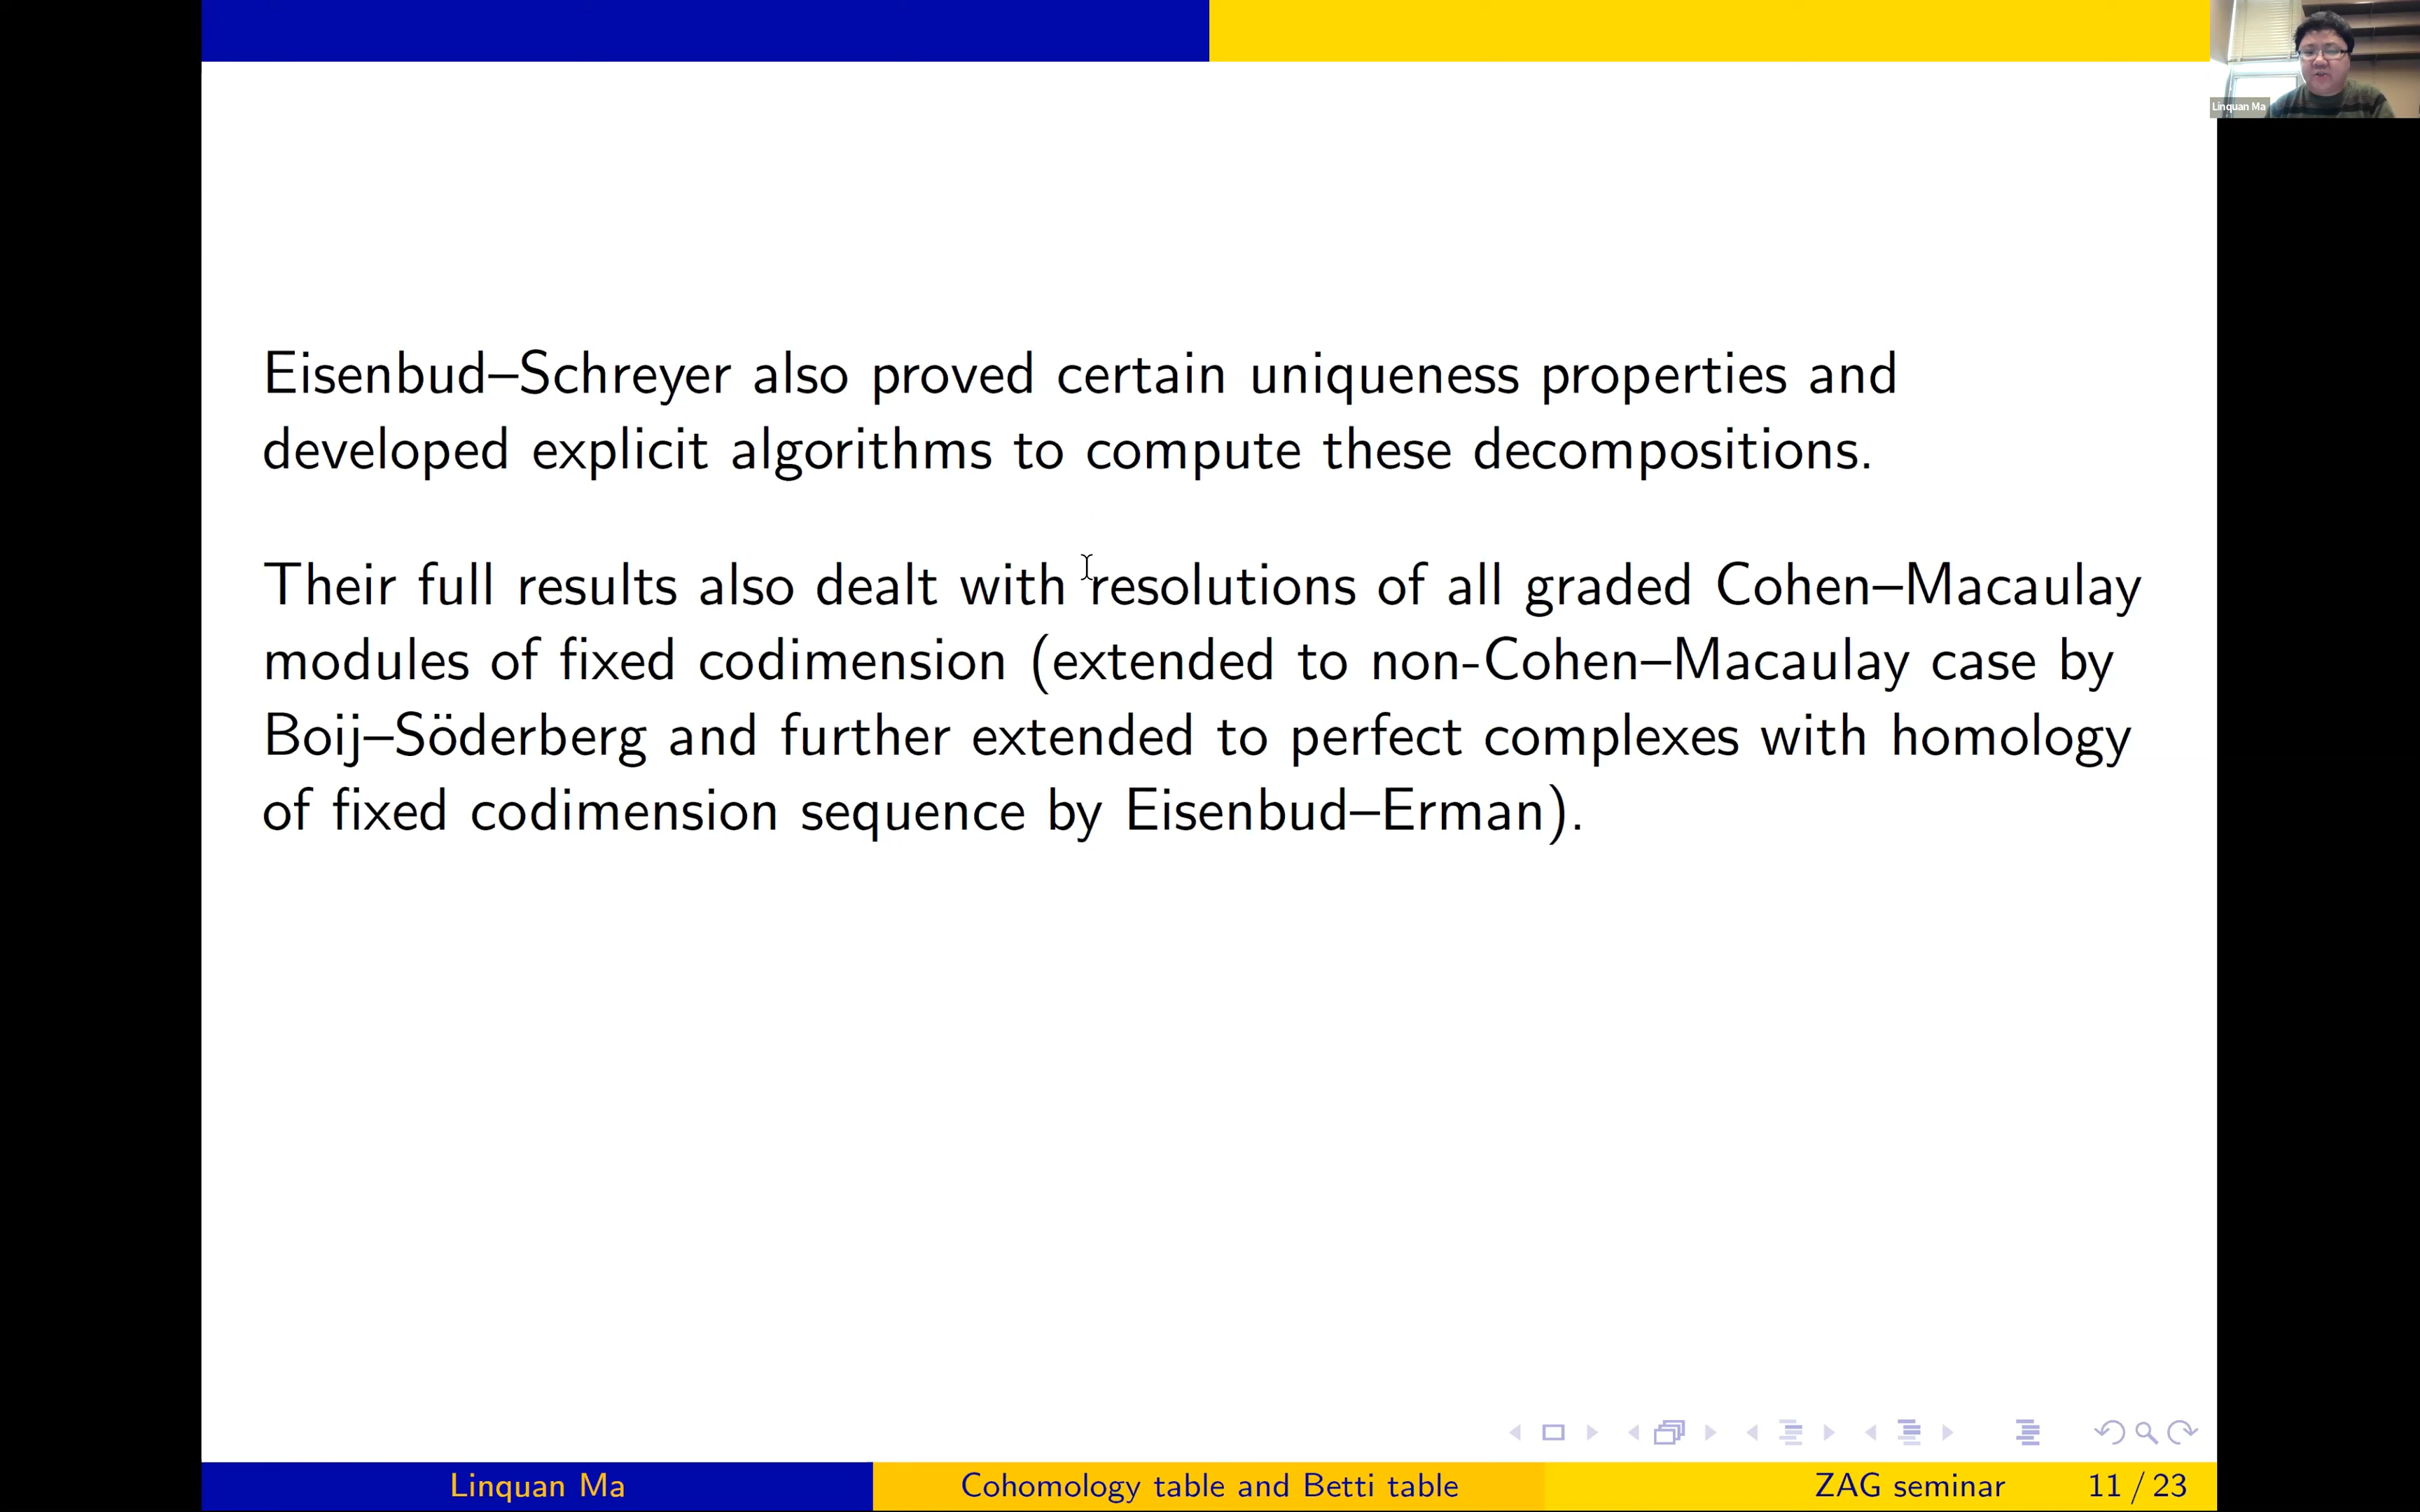 Linquan Ma
Eisenbud–Schreyer also proved certain uniqueness properties and
developed explicit algorithms to compute these decompositions.
Their full results also dealt with resolutions of all graded Cohen–Macaulay
modules of fixed codimension (extended to non-Cohen–Macaulay case by
Boij–Söderberg and further extended to perfect complexes with homology
of fixed codimension sequence by Eisenbud–Erman).
Linquan Ma
Cohomology table and Betti table
ZAG seminar
11 / 23